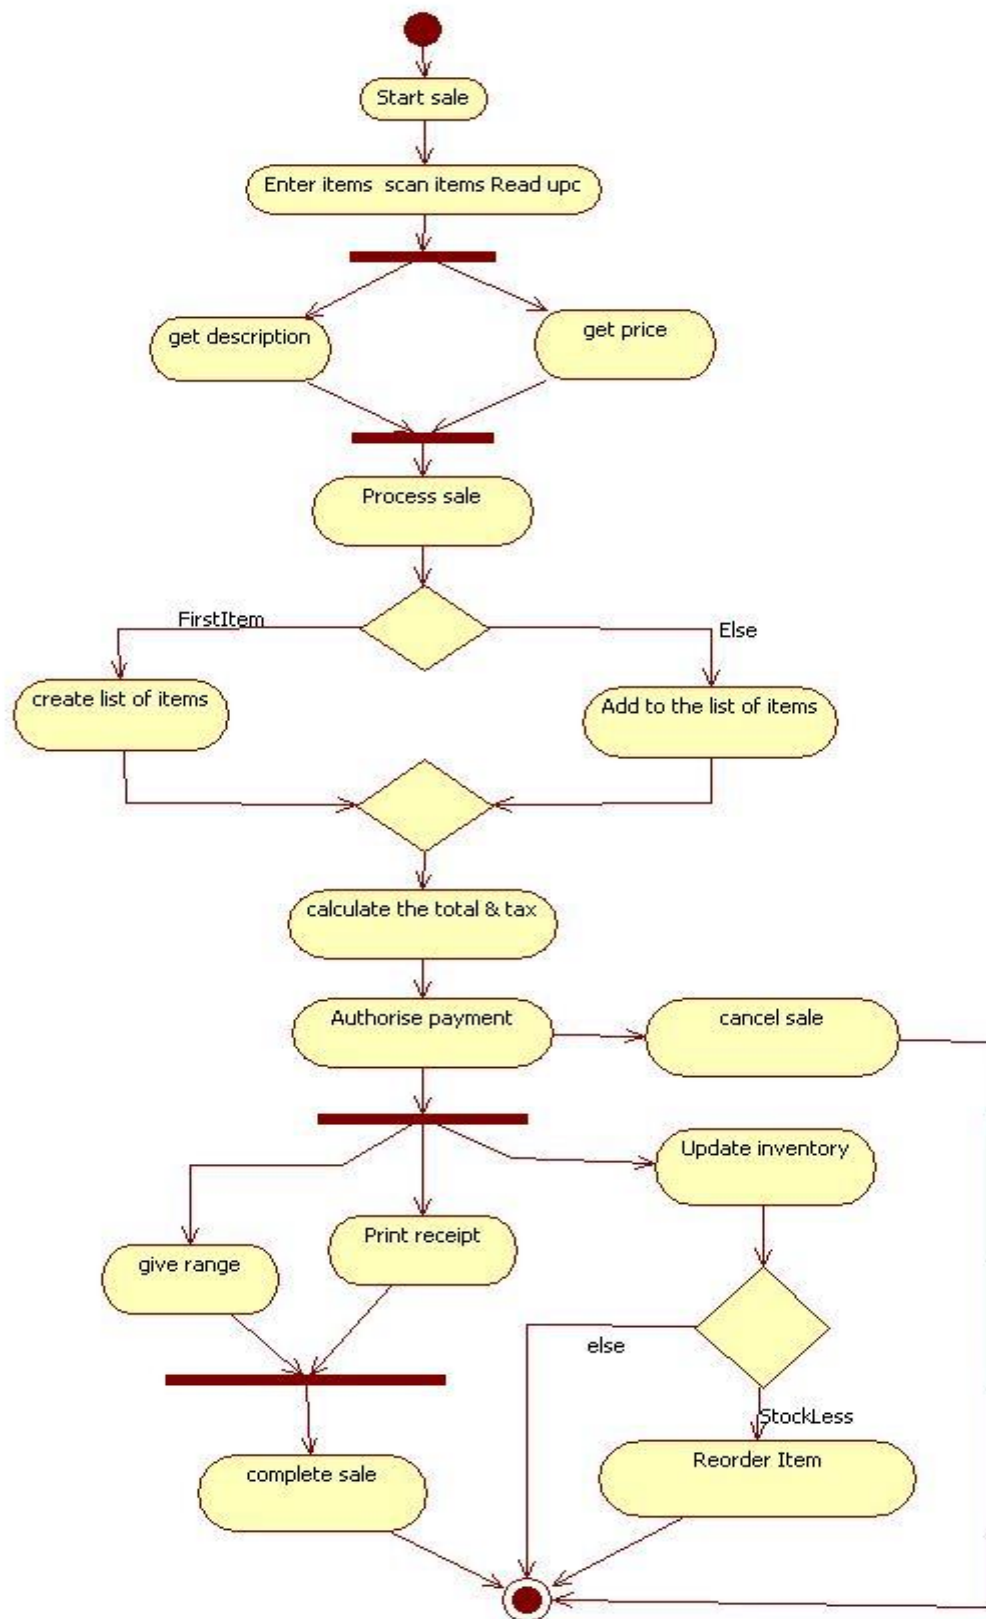 Start sale
Enter items  scan items Read upc
get description
get price
Process sale
FirstItem
Else
create list of items
Add to the list of items
calculate the total & tax
Authorise payment
cancel sale
Update inventory
Print receipt
give range
else
StockLess
complete sale
Reorder Item